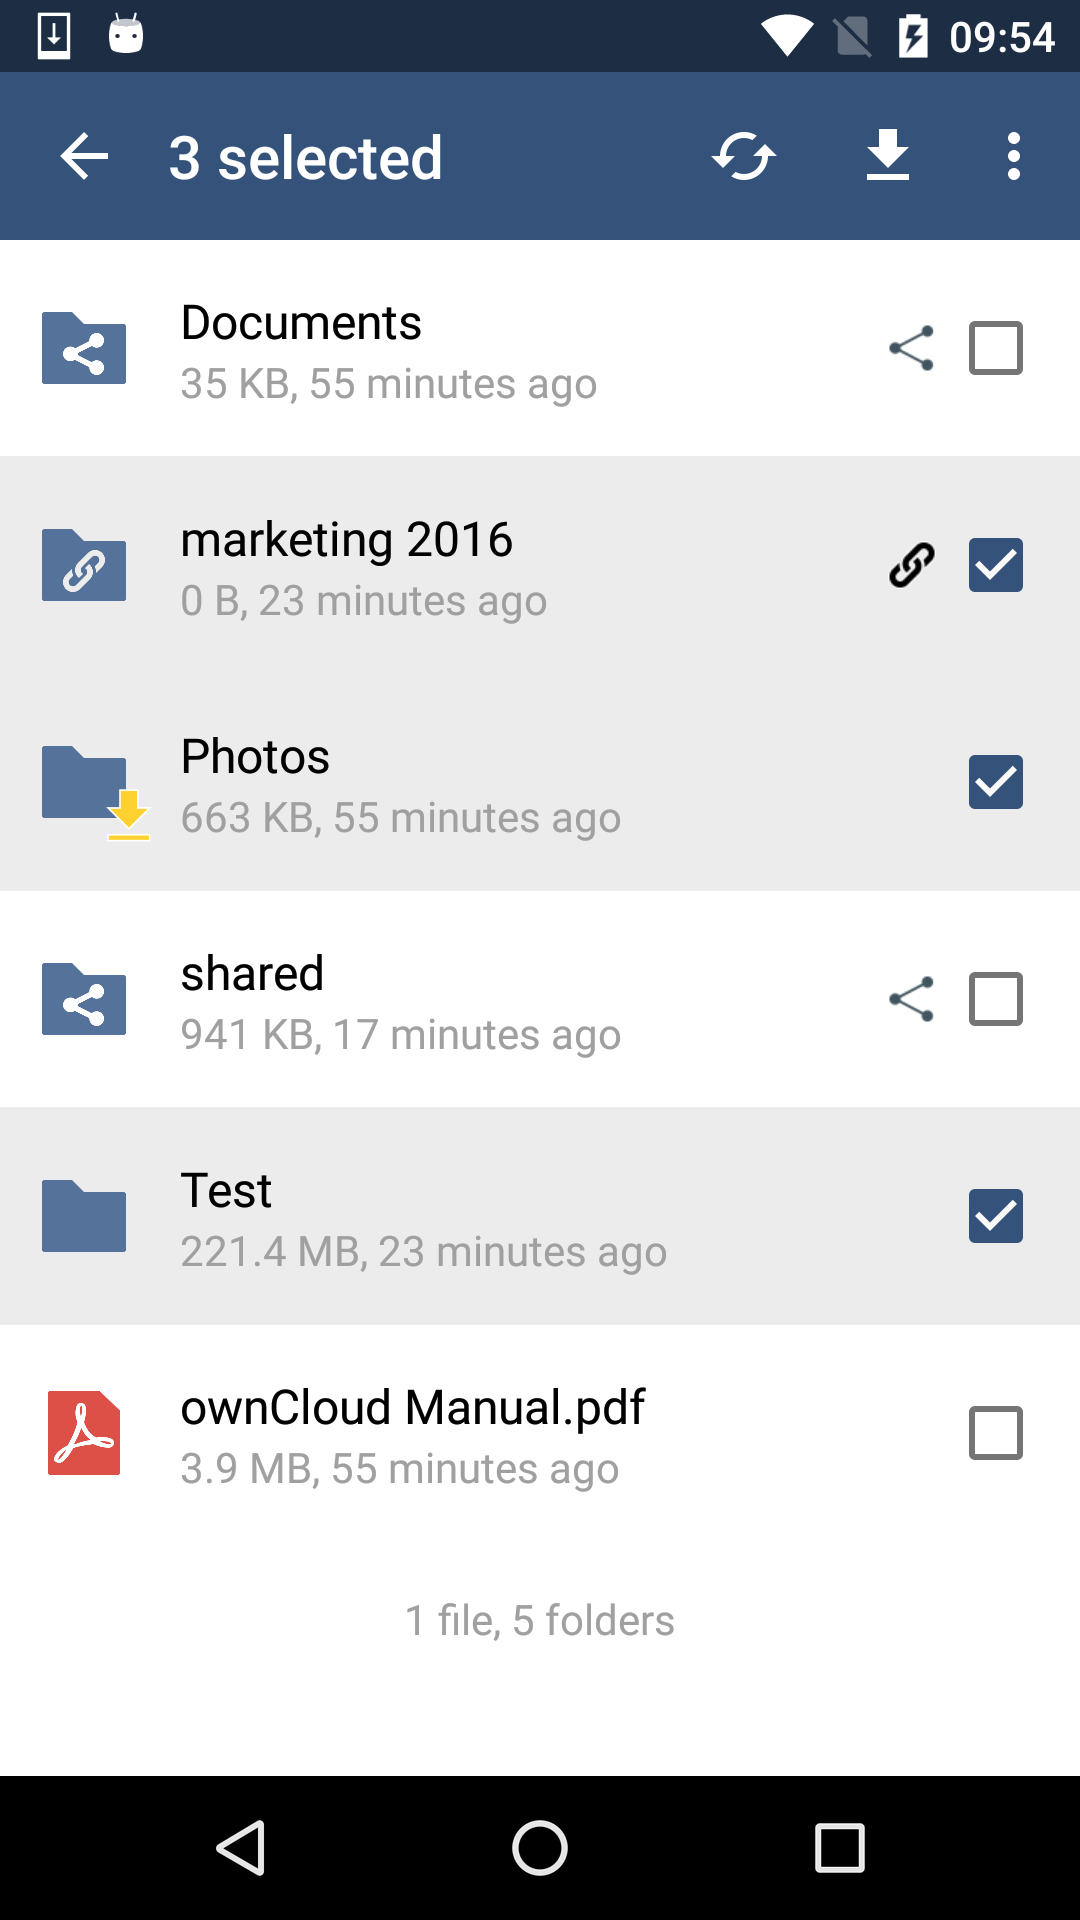 09:54
3 selected
Documents
35 KB, 55 minutes ago
marketing 2016
0 B, 23 minutes ago
Photos
663 KB, 55 minutes ago
shared
941 KB, 17 minutes ago
Test
221.4 MB, 23 minutes ago
ownCloud Manual.pdf
3.9 MB, 55 minutes ago
1 file, 5 folders